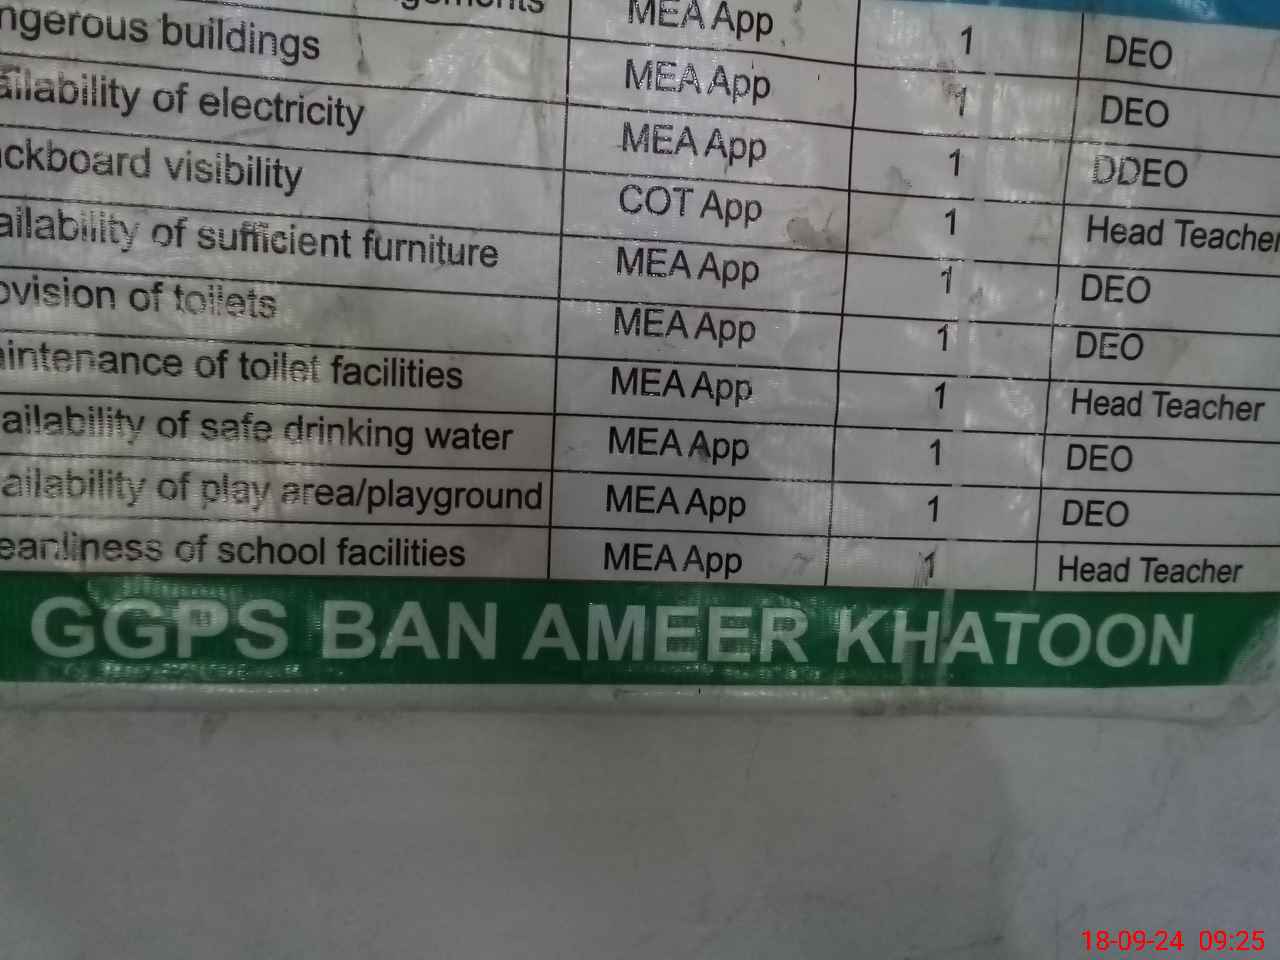 gements MEA App 1 DEO
ngerous buildings MEA App 1 DEO
ailability of electricity MEA App 1 DDEO
ackboard visibility COT App 1 Head Teacher
ailability of sufficient furniture MEA App 1 DEO
ovision of toilets MEA App 1 DEO
aintenance of toilet facilities MEA App 1 Head Teacher
ailability of safe drinking water MEA App 1 DEO
ailability of play area/playground MEA App 1 DEO
eanliness of school facilities MEA App 1 Head Teacher
GGPS BAN AMEER KHATOON
18-09-24 09:25